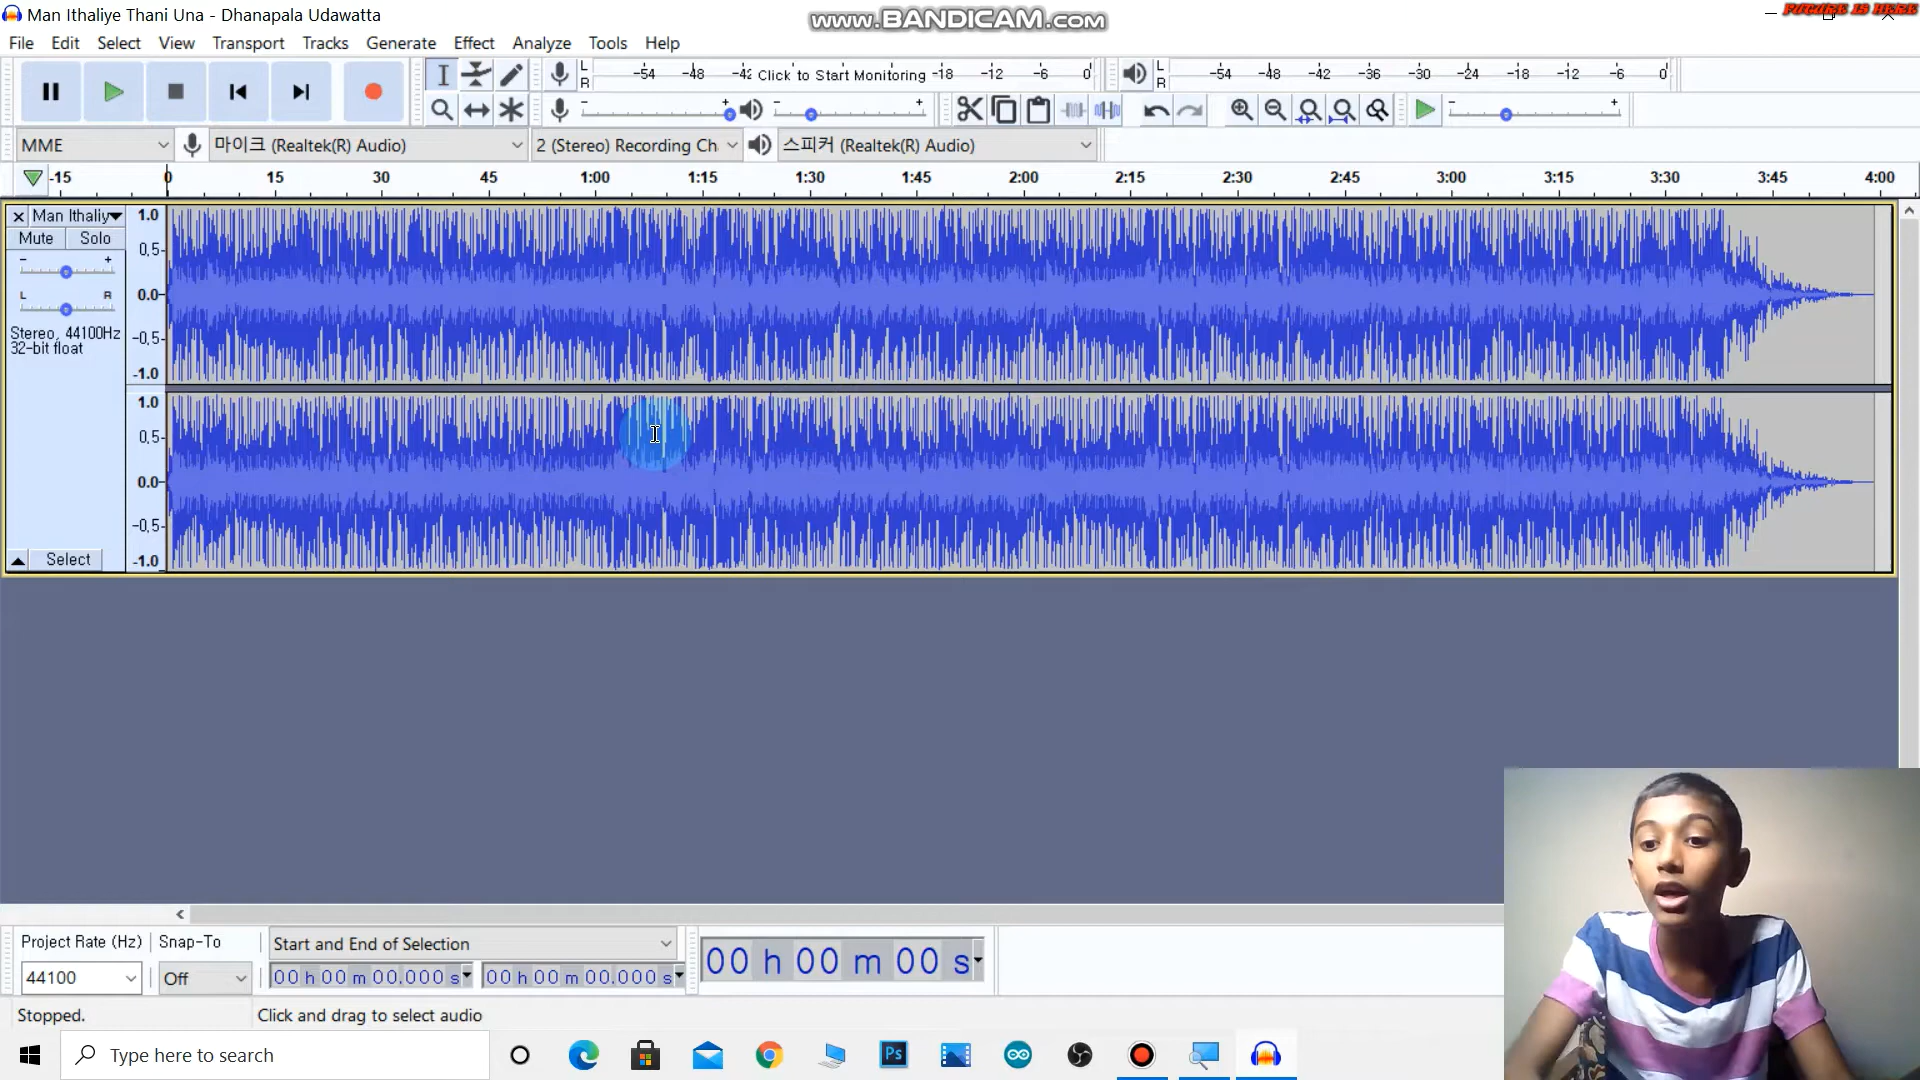 Man Ithaliye Thani Una - Dhanapala Udawatta
www.BANDICAM.com
FUTURE IS HERE
File Edit Select View Transport Tracks Generate Effect Analyze Tools Help
L R -54 -48 -42 Click to Start Monitoring -18 -12 -6 0
L R -54 -48 -42 -36 -30 -24 -18 -12 -6 0
- + - + - +
MME 마이크 (Realtek(R) Audio) 2 (Stereo) Recording Ch 스피커 (Realtek(R) Audio)
-15 0 15 30 45 1:00 1:15 1:30 1:45 2:00 2:15 2:30 2:45 3:00 3:15 3:30 3:45 4:00
Man Ithaliy
Mute Solo
- +
L R
Stereo, 44100Hz
32-bit float
Select
1.0
0.5-
0.0-
-0.5-
-1.0
1.0
0.5-
0.0-
-0.5-
-1.0
Project Rate (Hz) Snap-To Start and End of Selection
44100 Off 00 h 00 m 00.000 s 00 h 00 m 00.000 s
00 h 00 m 00 s
Stopped. Click and drag to select audio
Type here to search
Ps